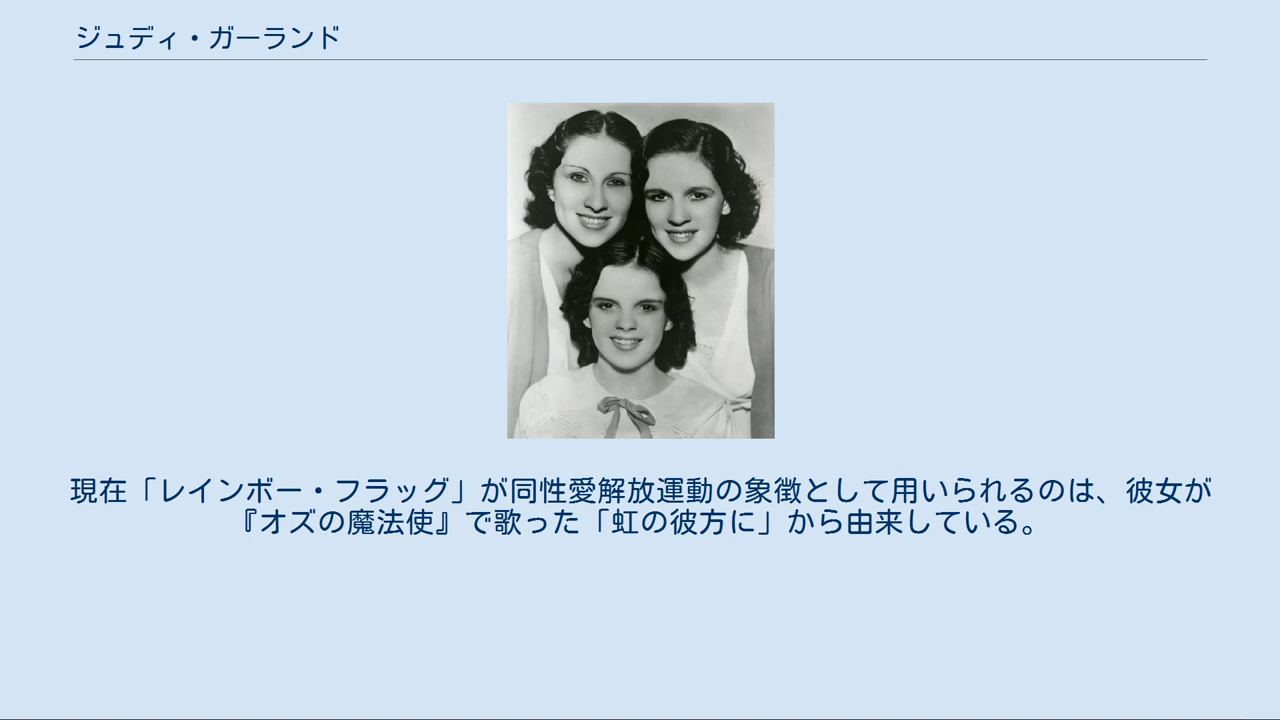 ジュディ・ガーランド
現在「レインボー・フラッグ」が同性愛解放運動の象徴として用いられるのは、彼女が
『オズの魔法使』で歌った「虹の彼方に」から由来している。